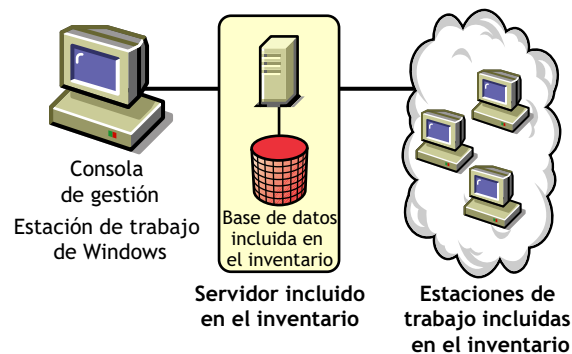 Consola
de gestión
Estación de trabajo
de Windows
Base de datos
incluida en
el inventario
Servidor incluido
en el inventario
Estaciones de
trabajo incluidas
en el inventario